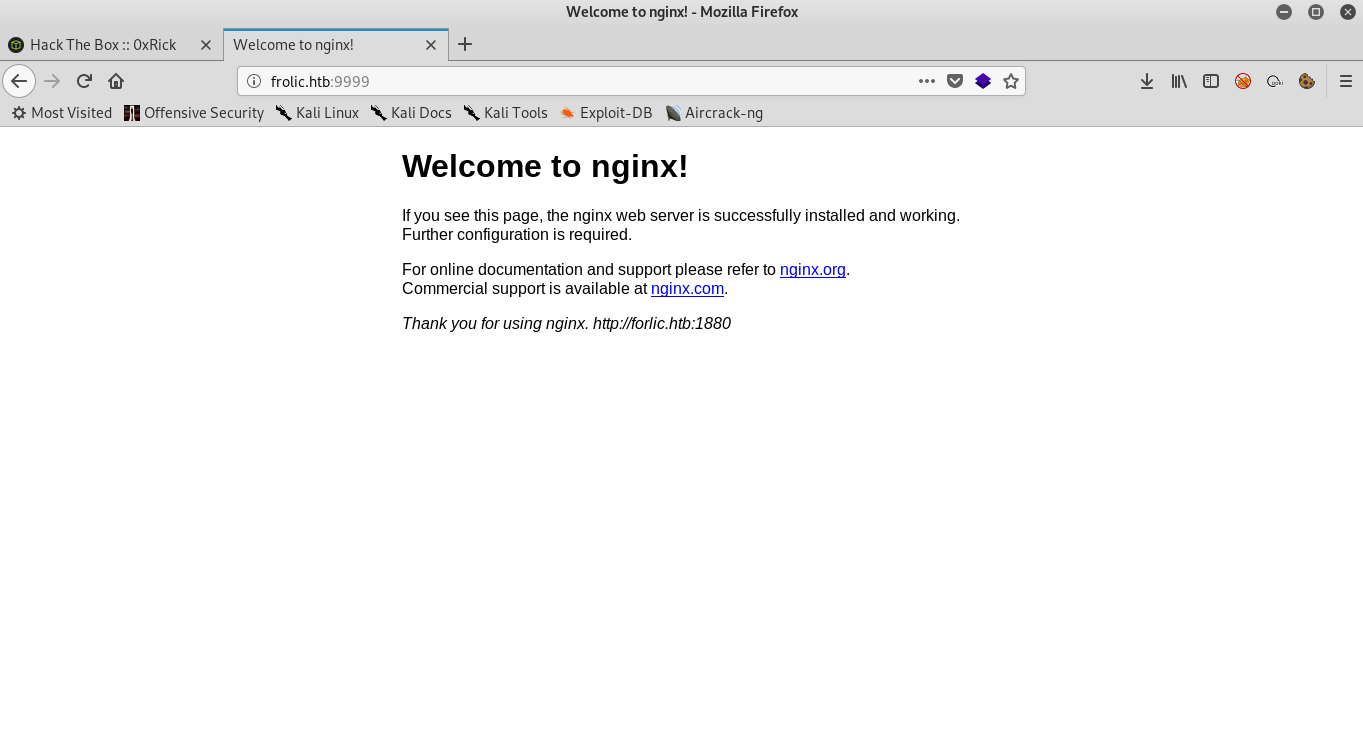 Welcome to nginx! - Mozilla Firefox
Hack The Box :: 0xRick
Welcome to nginx!
frolic.htb:9999
Most Visited Offensive Security Kali Linux Kali Docs Kali Tools Exploit-DB Aircrack-ng
Welcome to nginx!
If you see this page, the nginx web server is successfully installed and working.
Further configuration is required.
For online documentation and support please refer to nginx.org.
Commercial support is available at nginx.com.
Thank you for using nginx. http://forlic.htb:1880